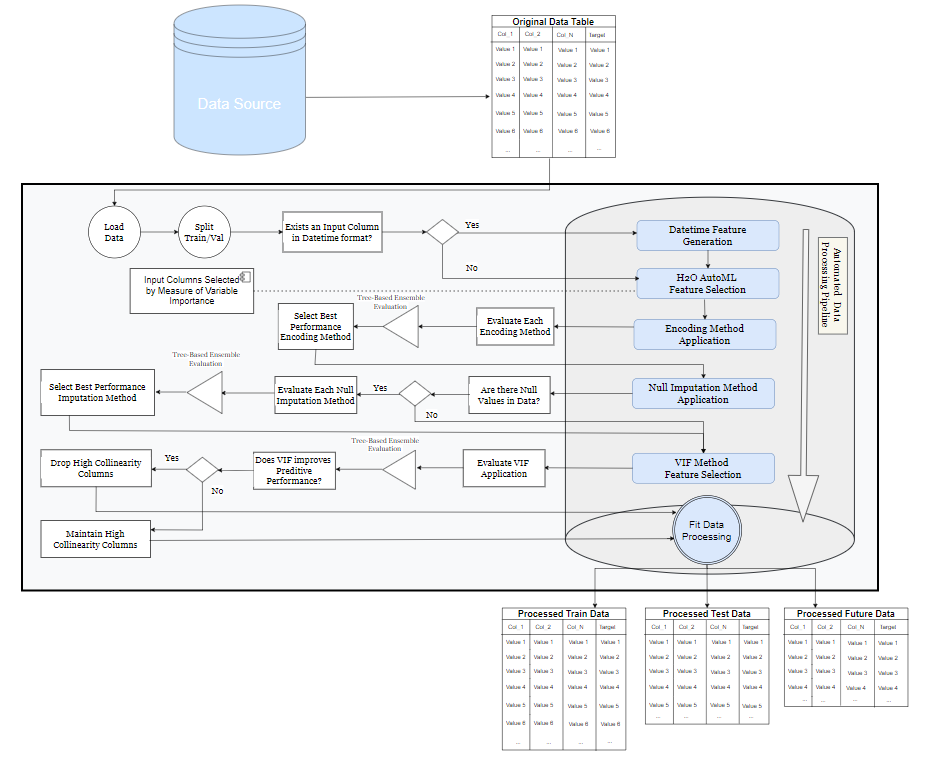 Data Source
Original Data Table
Col_1 Col_2 Col_N Target
Value 1 Value 1 Value 1 Value 1
Value 2 Value 2 Value 2 Value 2
Value 3 Value 3 Value 3 Value 3
Value 4 Value 4 Value 4 Value 4
Value 5 Value 5 Value 5 Value 5
Value 6 Value 6 Value 6 Value 6
... ... ...
Load
Data
Split
Train/Val
Exists an Input Column
in Datetime format?
Yes
No
Datetime Feature
Generation
Automated Data
Processing Pipeline
Input Columns Selected
by Measure of Variable
Importance
H2O AutoML
Feature Selection
Tree-Based Ensemble
Evaluation
Select Best
Performance
Encoding Method
Evaluate Each
Encoding Method
Encoding Method
Application
Tree-Based Ensemble
Evaluation
Select Best Performance
Imputation Method
Evaluate Each Null
Imputation Method
Yes
No
Are there Null
Values in Data?
Null Imputation Method
Application
Tree-Based Ensemble
Evaluation
Drop High Collinearity
Columns
Yes
No
Does VIF improves
Preditive
Performance?
Evaluate VIF
Application
VIF Method
Feature Selection
Maintain High
Collinearity Columns
Fit Data
Processing
Processed Train Data
Col_1 Col_2 Col_N Target
Value 1 Value 1 Value 1 Value 1
Value 2 Value 2 Value 2 Value 2
Value 3 Value 3 Value 3 Value 3
Value 4 Value 4 Value 4 Value 4
Value 5 Value 5 Value 5 Value 5
Value 6 Value 6 Value 6 Value 6
... ... ...
Processed Test Data
Col_1 Col_2 Col_N Target
Value 1 Value 1 Value 1 Value 1
Value 2 Value 2 Value 2 Value 2
Value 3 Value 3 Value 3 Value 3
Value 4 Value 4 Value 4 Value 4
Value 5 Value 5 Value 5 Value 5
... ... ...
Processed Future Data
Col_1 Col_2 Col_N Target
Value 1 Value 1 Value 1 Value 1
Value 2 Value 2 Value 2 Value 2
Value 3 Value 3 Value 3 Value 3
Value 4 Value 4 Value 4 Value 4
... ... ... ...